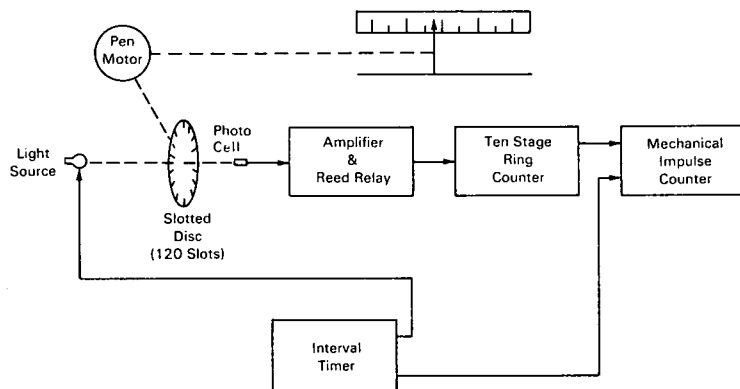 Pen
Motor
Light
Source
Photo
Cell
Slotted
Disc
(120 Slots)
Amplifier
&
Reed Relay
Ten Stage
Ring
Counter
Mechanical
Impulse
Counter
Interval
Timer